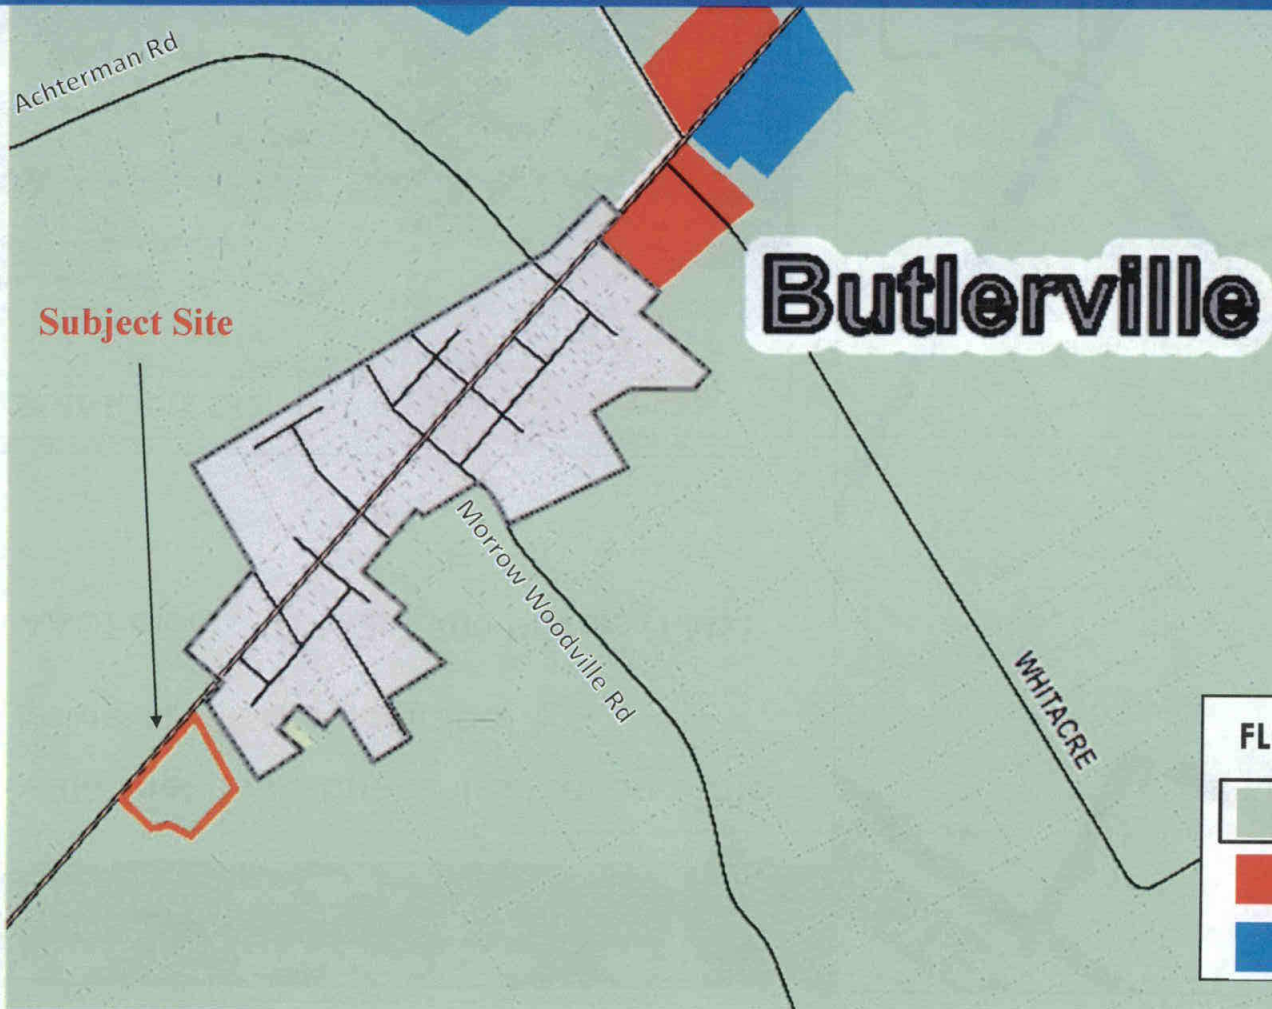 Achterman Rd
Butlerville
Subject Site
Morrow Woodville Rd
WHITACRE
FL